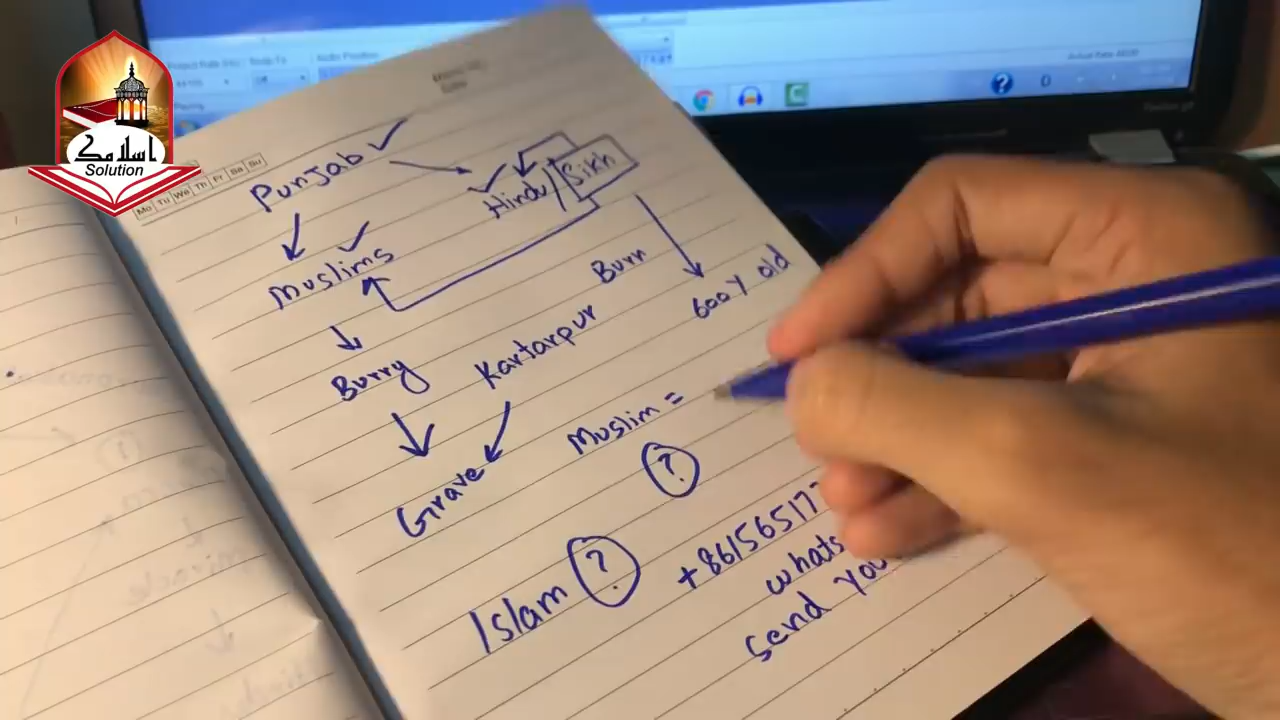 اسلامک
Solution
Mo Tu We Th Fr Sa Su
Punjab
Hindu/Sikh
Muslims
Burn
600 Y old
Burry
Kartarpur
Muslim =
Grave
?
Islam ?
+861565177
whats
send you